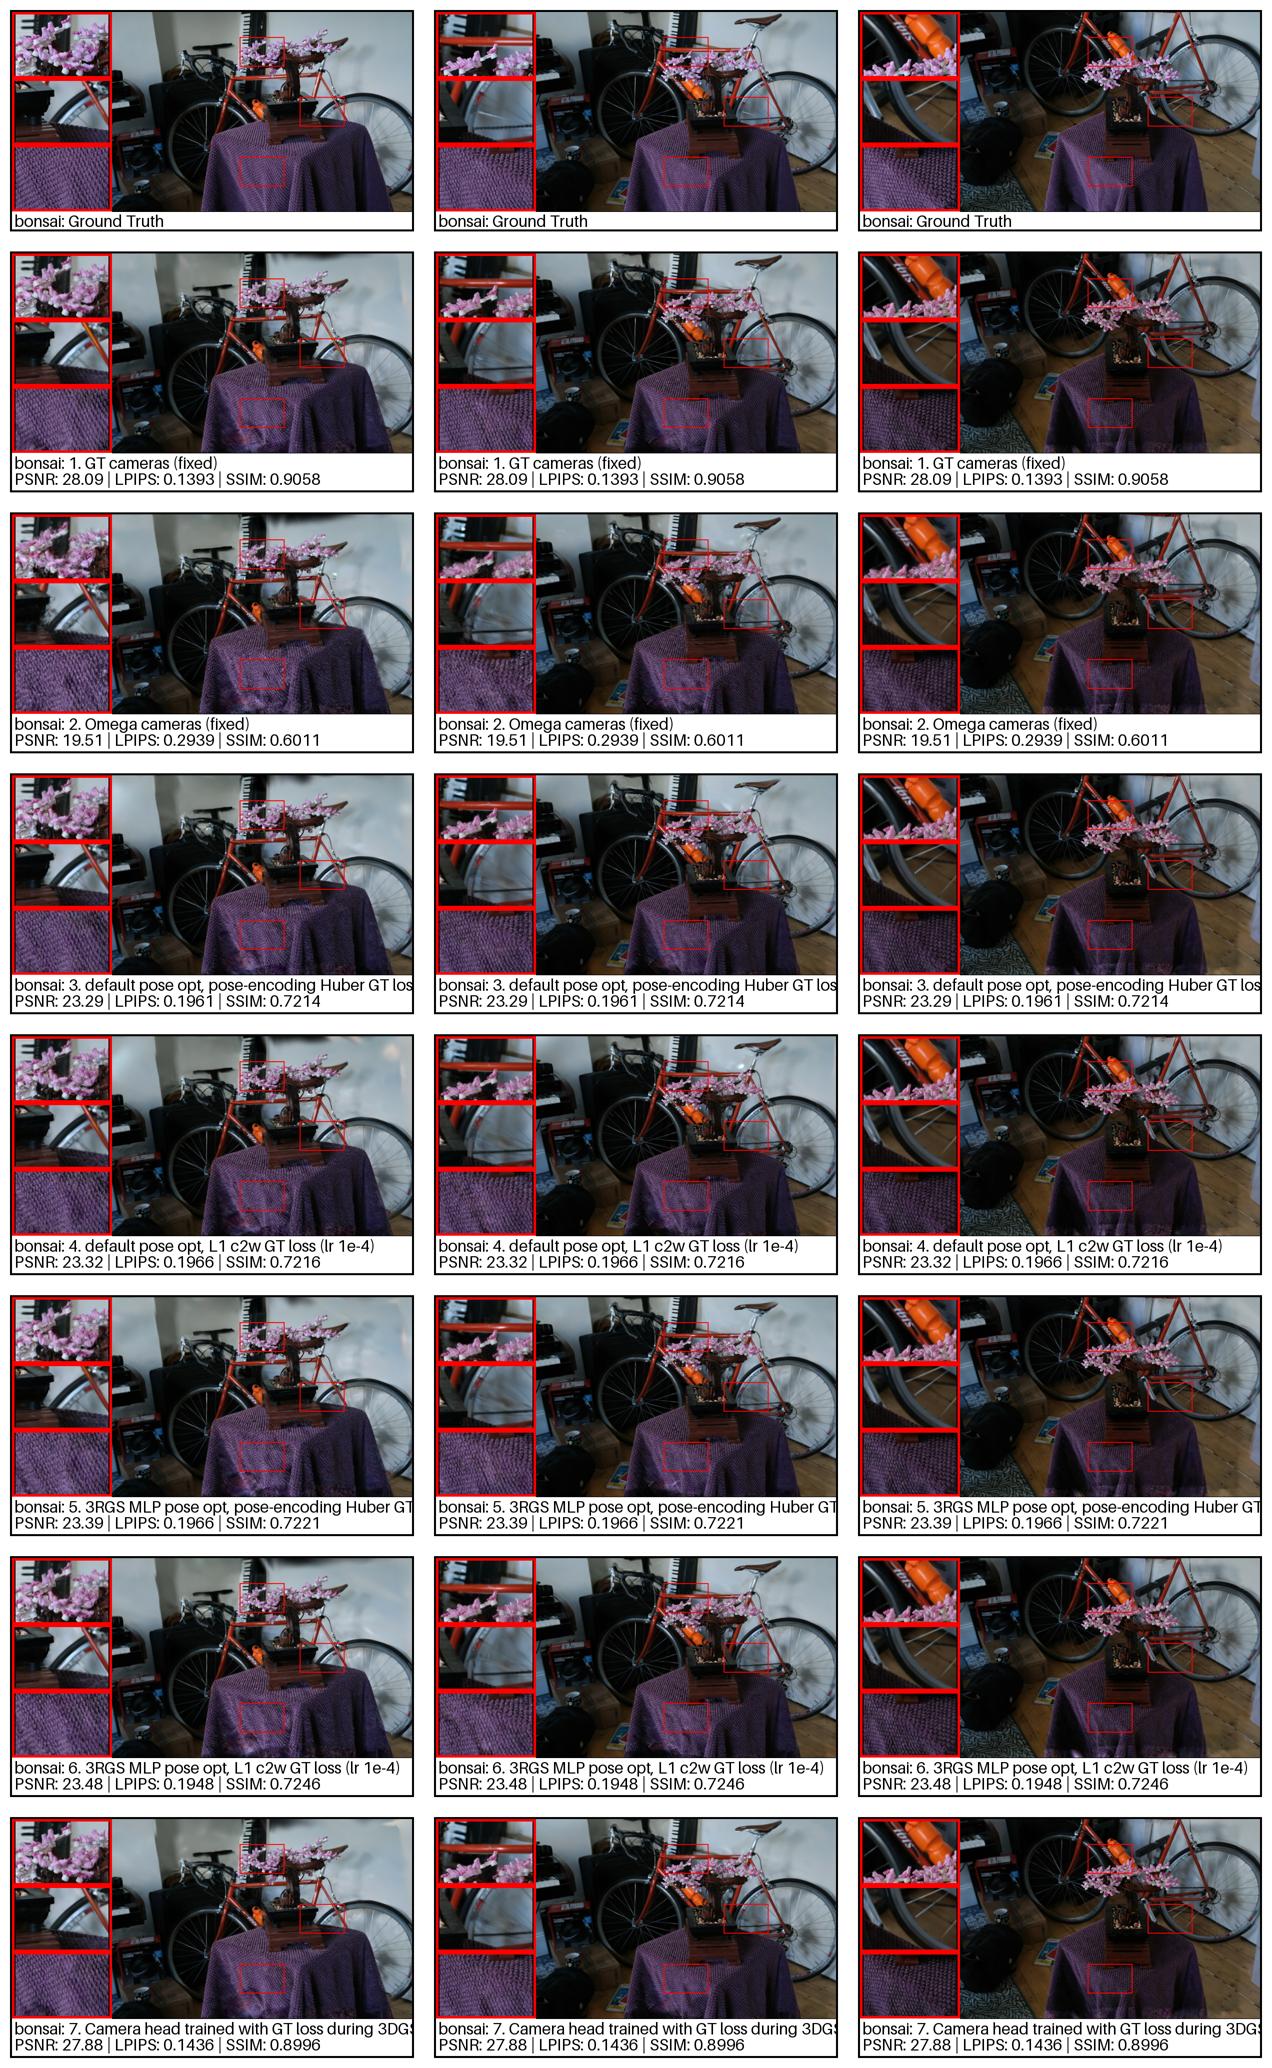 bonsai: Ground Truth
bonsai: Ground Truth
bonsai: Ground Truth
bonsai: 1. GT cameras (fixed)
PSNR: 28.09 | LPIPS: 0.1393 | SSIM: 0.9058
bonsai: 1. GT cameras (fixed)
PSNR: 28.09 | LPIPS: 0.1393 | SSIM: 0.9058
bonsai: 1. GT cameras (fixed)
PSNR: 28.09 | LPIPS: 0.1393 | SSIM: 0.9058
bonsai: 2. Omega cameras (fixed)
PSNR: 19.51 | LPIPS: 0.2939 | SSIM: 0.6011
bonsai: 2. Omega cameras (fixed)
PSNR: 19.51 | LPIPS: 0.2939 | SSIM: 0.6011
bonsai: 2. Omega cameras (fixed)
PSNR: 19.51 | LPIPS: 0.2939 | SSIM: 0.6011
bonsai: 3. default pose opt, pose-encoding Huber GT los
PSNR: 23.29 | LPIPS: 0.1961 | SSIM: 0.7214
bonsai: 3. default pose opt, pose-encoding Huber GT los
PSNR: 23.29 | LPIPS: 0.1961 | SSIM: 0.7214
bonsai: 3. default pose opt, pose-encoding Huber GT los
PSNR: 23.29 | LPIPS: 0.1961 | SSIM: 0.7214
bonsai: 4. default pose opt, L1 c2w GT loss (lr 1e-4)
PSNR: 23.32 | LPIPS: 0.1966 | SSIM: 0.7216
bonsai: 4. default pose opt, L1 c2w GT loss (lr 1e-4)
PSNR: 23.32 | LPIPS: 0.1966 | SSIM: 0.7216
bonsai: 4. default pose opt, L1 c2w GT loss (lr 1e-4)
PSNR: 23.32 | LPIPS: 0.1966 | SSIM: 0.7216
bonsai: 5. 3RGS MLP pose opt, pose-encoding Huber GT
PSNR: 23.39 | LPIPS: 0.1966 | SSIM: 0.7221
bonsai: 5. 3RGS MLP pose opt, pose-encoding Huber GT
PSNR: 23.39 | LPIPS: 0.1966 | SSIM: 0.7221
bonsai: 5. 3RGS MLP pose opt, pose-encoding Huber GT
PSNR: 23.39 | LPIPS: 0.1966 | SSIM: 0.7221
bonsai: 6. 3RGS MLP pose opt, L1 c2w GT loss (lr 1e-4)
PSNR: 23.48 | LPIPS: 0.1948 | SSIM: 0.7246
bonsai: 6. 3RGS MLP pose opt, L1 c2w GT loss (lr 1e-4)
PSNR: 23.48 | LPIPS: 0.1948 | SSIM: 0.7246
bonsai: 6. 3RGS MLP pose opt, L1 c2w GT loss (lr 1e-4)
PSNR: 23.48 | LPIPS: 0.1948 | SSIM: 0.7246
bonsai: 7. Camera head trained with GT loss during 3DGS
PSNR: 27.88 | LPIPS: 0.1436 | SSIM: 0.8996
bonsai: 7. Camera head trained with GT loss during 3DGS
PSNR: 27.88 | LPIPS: 0.1436 | SSIM: 0.8996
bonsai: 7. Camera head trained with GT loss during 3DGS
PSNR: 27.88 | LPIPS: 0.1436 | SSIM: 0.8996